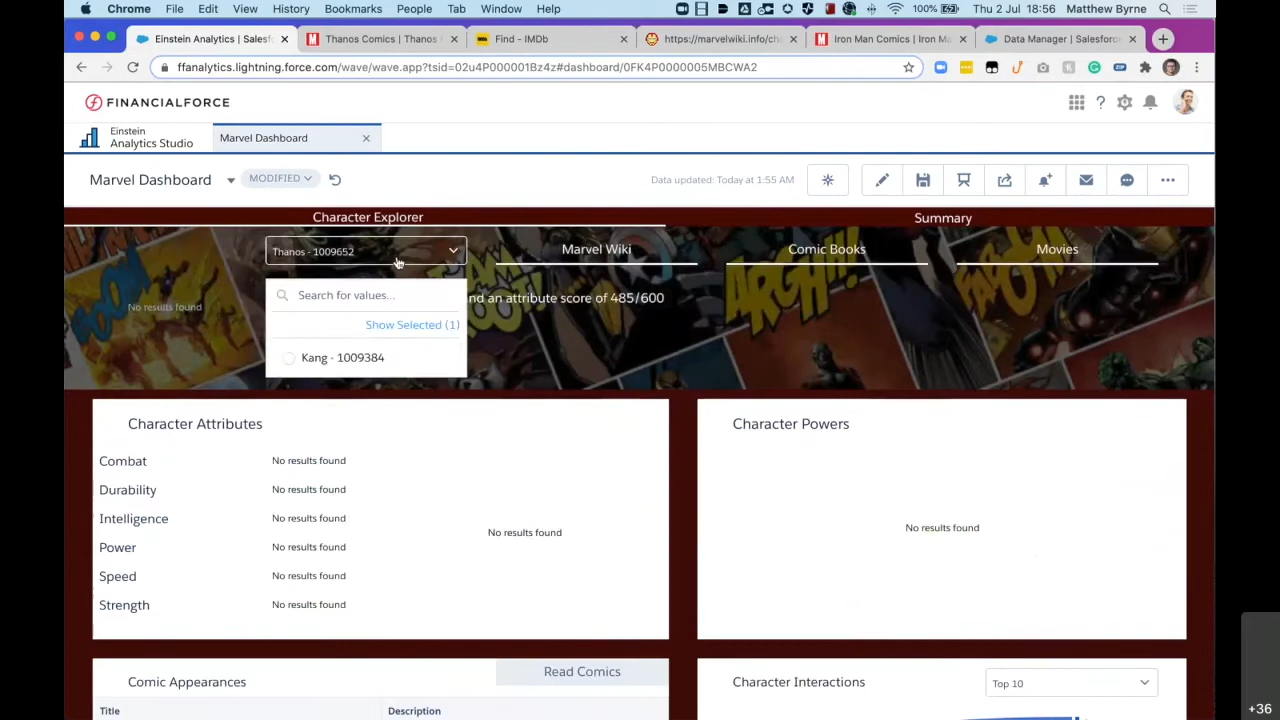 Chrome File Edit View History Bookmarks People Tab Window Help 100% Thu 2 Jul 18:56 Matthew Byrne
Einstein Analytics | Salesf Thanos Comics | Thanos Find - IMDb https://marvelwiki.info/ch Iron Man Comics | Iron Ma Data Manager | Salesforce
ffanalytics.lightning.force.com/wave/wave.app?tsid=02u4P000001Bz4z#dashboard/0FK4P0000005MBCWA2
FINANCIALFORCE
Einstein
Analytics Studio
Marvel Dashboard
Marvel Dashboard MODIFIED Data updated: Today at 1:55 AM
Character Explorer Summary
Thanos - 1009652 Marvel Wiki Comic Books Movies
Search for values...
No results found nd an attribute score of 485/600
Show Selected (1)
Kang - 1009384
Character Attributes Character Powers
Combat No results found
Durability No results found
Intelligence No results found
No results found No results found
Power No results found
Speed No results found
Strength No results found
Comic Appearances Read Comics Character Interactions Top 10
Title Description
+36